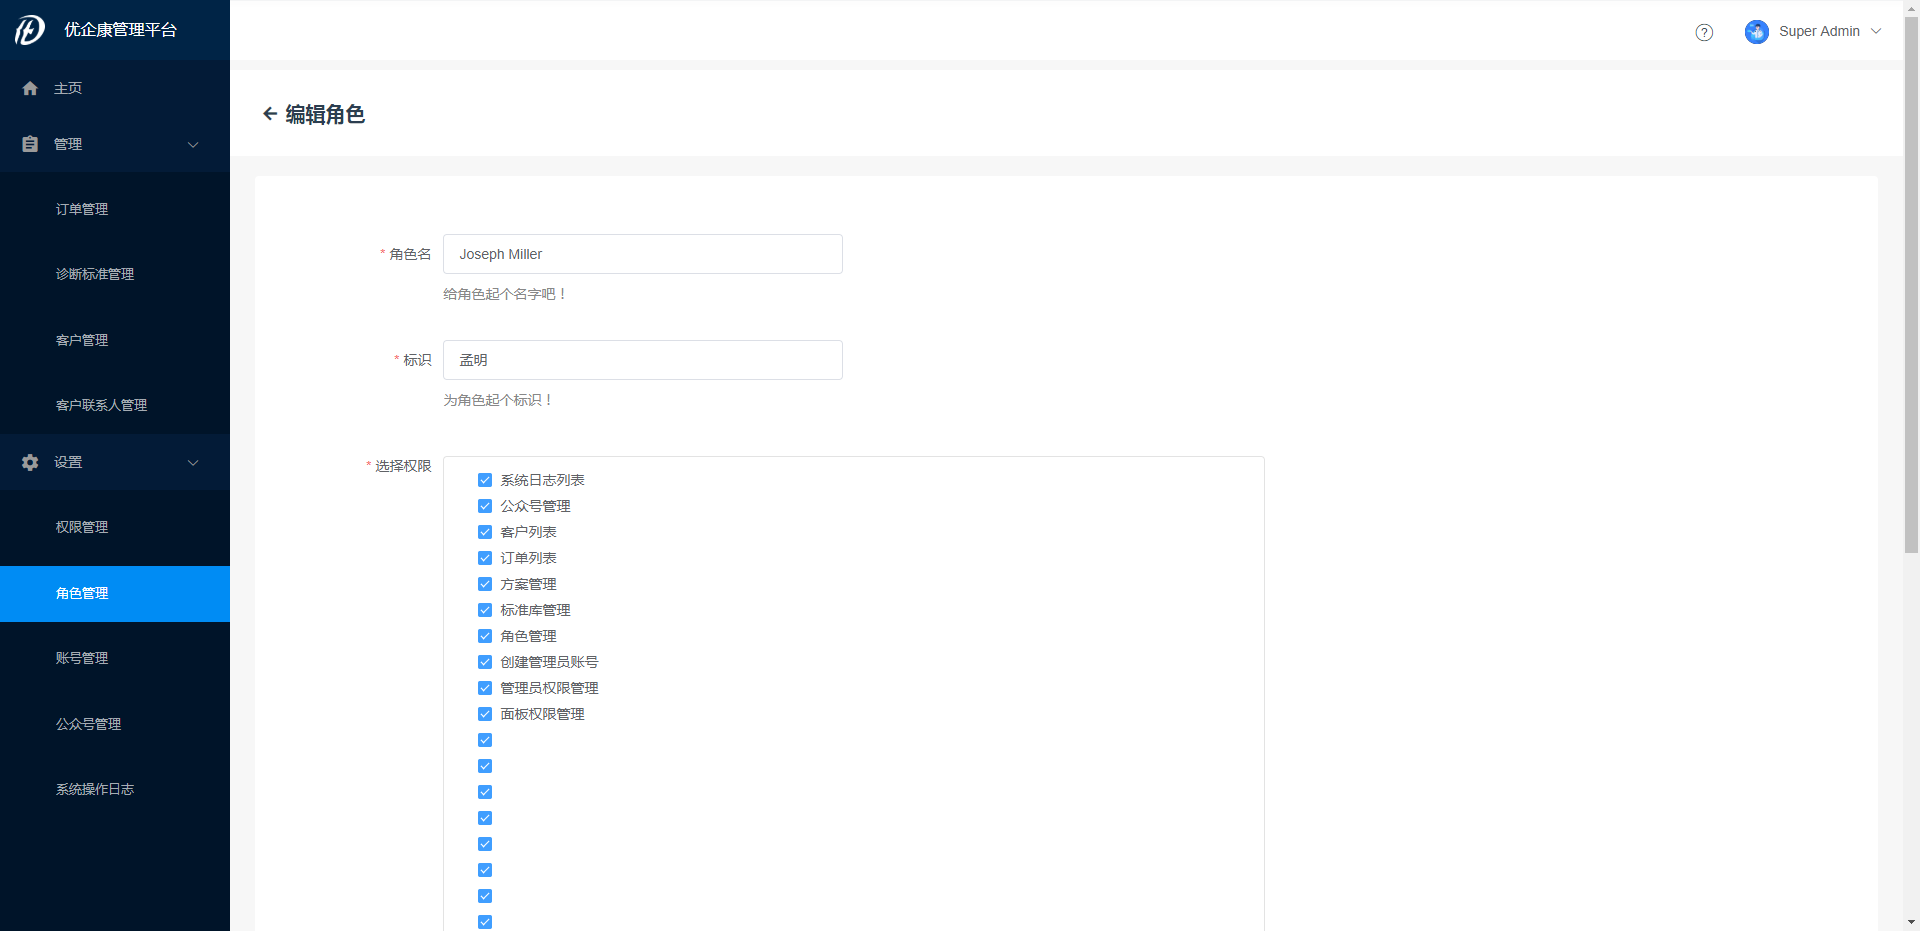 优企康管理平台
Super Admin
主页
管理
订单管理
诊断标准管理
客户管理
客户联系人管理
设置
权限管理
角色管理
账号管理
公众号管理
系统操作日志
编辑角色
* 角色名
Joseph Miller
给角色起个名字吧！
* 标识
孟明
为角色起个标识！
* 选择权限
系统日志列表
公众号管理
客户列表
订单列表
方案管理
标准库管理
角色管理
创建管理员账号
管理员权限管理
面板权限管理